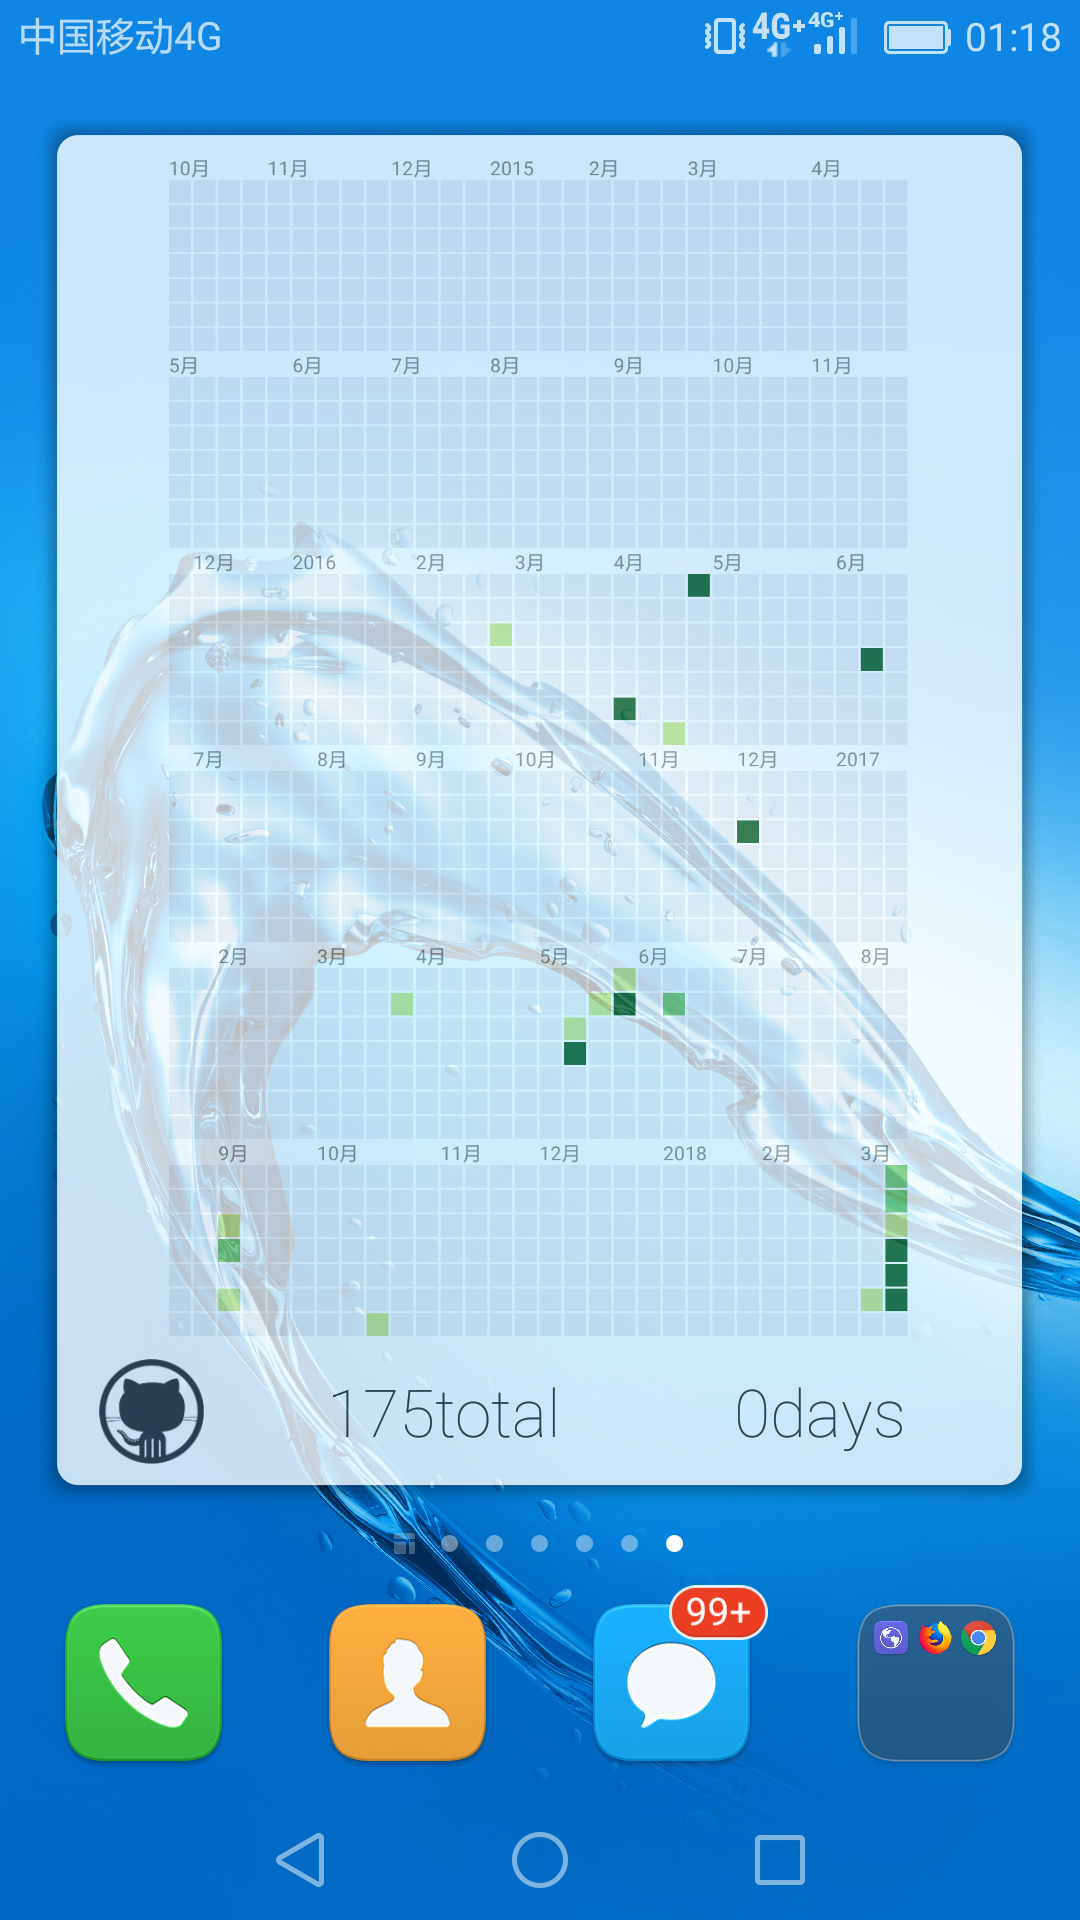 中国移动4G 4G+ 4G+ 01:18
10月 11月 12月 2015 2月 3月 4月
5月 6月 7月 8月 9月 10月 11月
12月 2016 2月 3月 4月 5月 6月
7月 8月 9月 10月 11月 12月 2017
2月 3月 4月 5月 6月 7月 8月
9月 10月 11月 12月 2018 2月 3月
175total 0days
99+